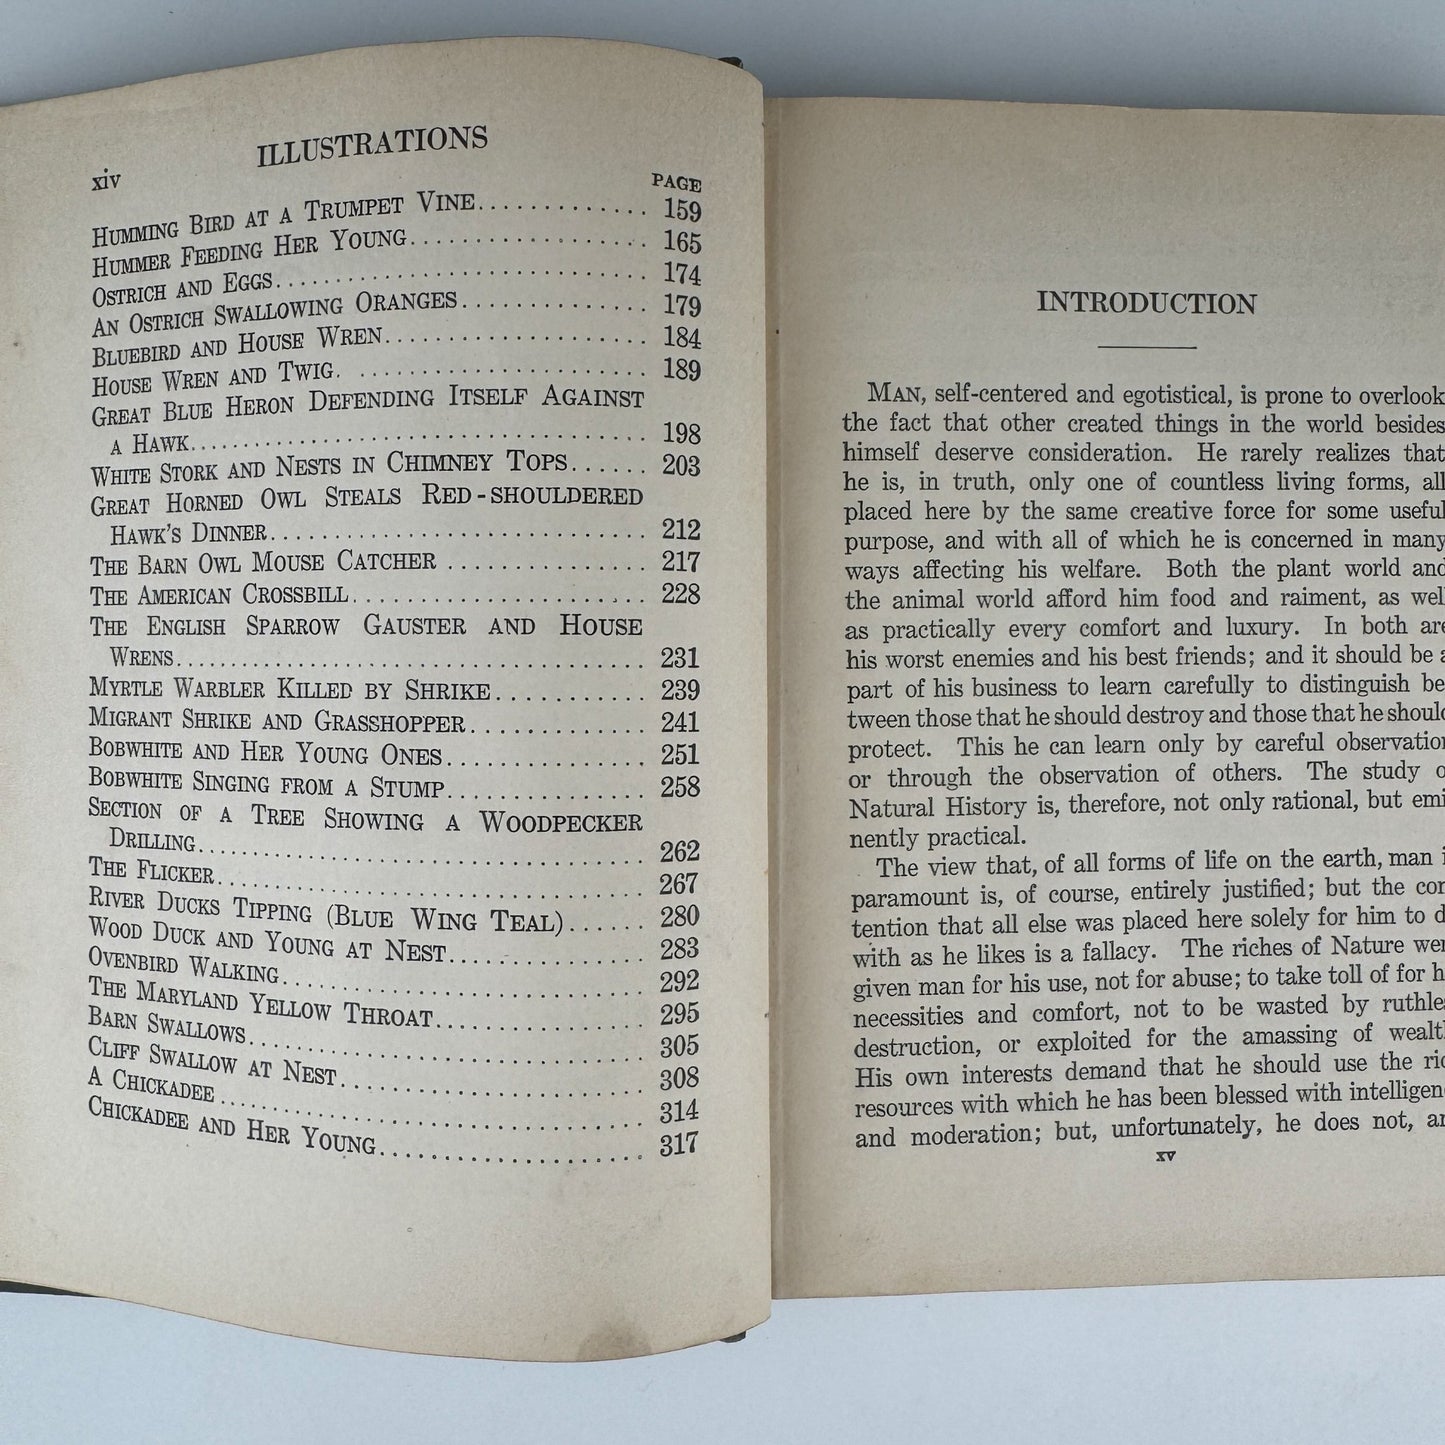 xiv
ILLUSTRATIONS
PAGE
HUMMING BIRD AT A TRUMPET VINE............. 159
HUMMER FEEDING HER YOUNG.................. 165
OSTRICH AND EGGS............................ 174
AN OSTRICH SWALLOWING ORANGES.............. 179
BLUEBIRD AND HOUSE WREN.................... 184
HOUSE WREN AND TWIG. ...................... 189
GREAT BLUE HERON DEFENDING ITSELF AGAINST
A HAWK................................... 198
WHITE STORK AND NESTS IN CHIMNEY TOPS...... 203
GREAT HORNED OWL STEALS RED-SHOULDERED
HAWK'S DINNER............................. 212
THE BARN OWL MOUSE CATCHER ............... 217
THE AMERICAN CROSSBILL....................... 228
THE ENGLISH SPARROW GAUSTER AND HOUSE
WRENS.................................... 231
MYRTLE WARBLER KILLED BY SHRIKE............ 239
MIGRANT SHRIKE AND GRASSHOPPER.............. 241
BOBWHITE AND HER YOUNG ONES................ 251
BOBWHITE SINGING FROM A STUMP............... 258
SECTION OF A TREE SHOWING A WOODPECKER
DRILLING.................................. 262
THE FLICKER................................. 267
RIVER DUCKS TIPPING (BLUE WING TEAL)...... 280
WOOD DUCK AND YOUNG AT NEST............... 283
OVENBIRD WALKING............................ 292
THE MARYLAND YELLOW THROAT................ 295
BARN SWALLOWS.............................. 305
CLIFF SWALLOW AT NEST....................... 308
A CHICKADEE................................ 314
CHICKADEE AND HER YOUNG.................... 317
INTRODUCTION
MAN, self-centered and egotistical, is prone to overlook
the fact that other created things in the world besides
himself deserve consideration. He rarely realizes that
he is, in truth, only one of countless living forms, all
placed here by the same creative force for some useful
purpose, and with all of which he is concerned in many
ways affecting his welfare. Both the plant world and
the animal world afford him food and raiment, as well
as practically every comfort and luxury. In both are
his worst enemies and his best friends; and it should be a
part of his business to learn carefully to distinguish be
tween those that he should destroy and those that he should
protect. This he can learn only by careful observation
or through the observation of others. The study o
Natural History is, therefore, not only rational, but emi
nently practical.
The view that, of all forms of life on the earth, man i
paramount is, of course, entirely justified; but the con
tention that all else was placed here solely for him to d
with as he likes is a fallacy. The riches of Nature wer
given man for his use, not for abuse; to take toll of for h
necessities and comfort, not to be wasted by ruthles
destruction, or exploited for the amassing of wealth
His own interests demand that he should use the ric
resources with which he has been blessed with intelligenc
and moderation; but, unfortunately, he does not, an
xv